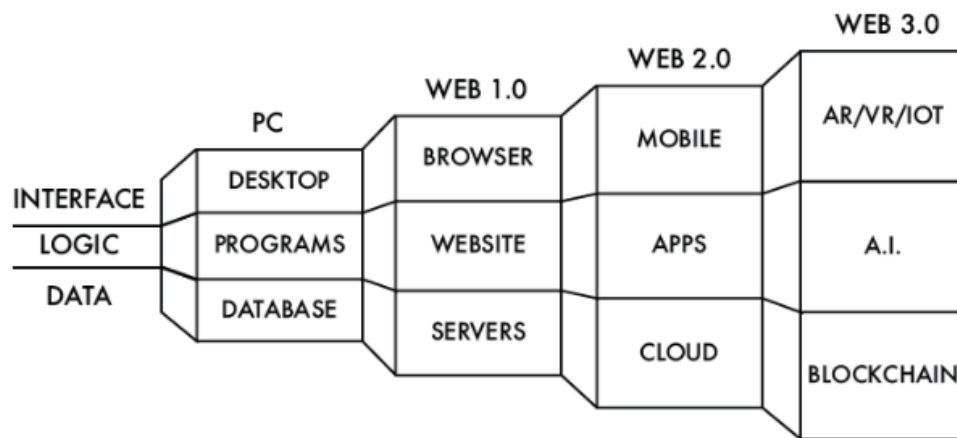 WEB 3.0
WEB 2.0
WEB 1.0
PC
INTERFACE
LOGIC
DATA
DESKTOP
PROGRAMS
DATABASE
BROWSER
WEBSITE
SERVERS
MOBILE
APPS
CLOUD
AR/VR/IOT
A.I.
BLOCKCHAIN